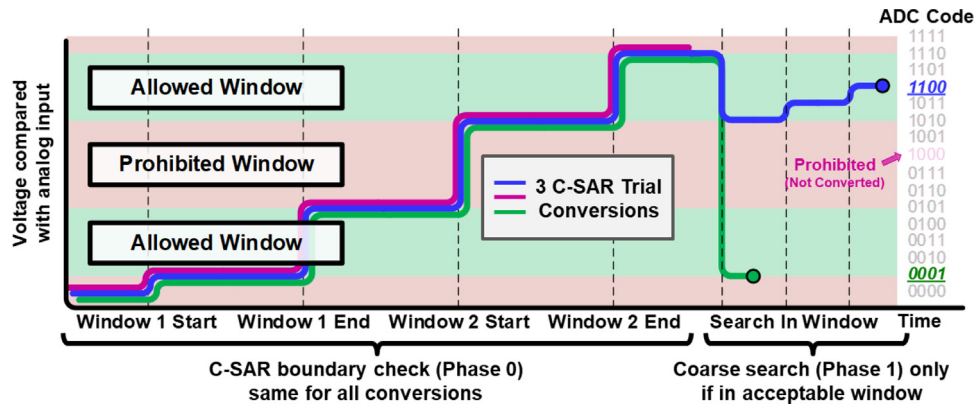 ADC Code
1111
1110
1101
1100
1011
1010
1001
1000
0111
0110
0101
0100
0011
0010
0001
0000
Voltage compared
with analog input
Allowed Window
Prohibited Window
Allowed Window
3 C-SAR Trial
Conversions
Prohibited
(Not Converted)
Window 1 Start
Window 1 End
Window 2 Start
Window 2 End
Search In Window
Time
C-SAR boundary check (Phase 0)
same for all conversions
Coarse search (Phase 1) only
if in acceptable window